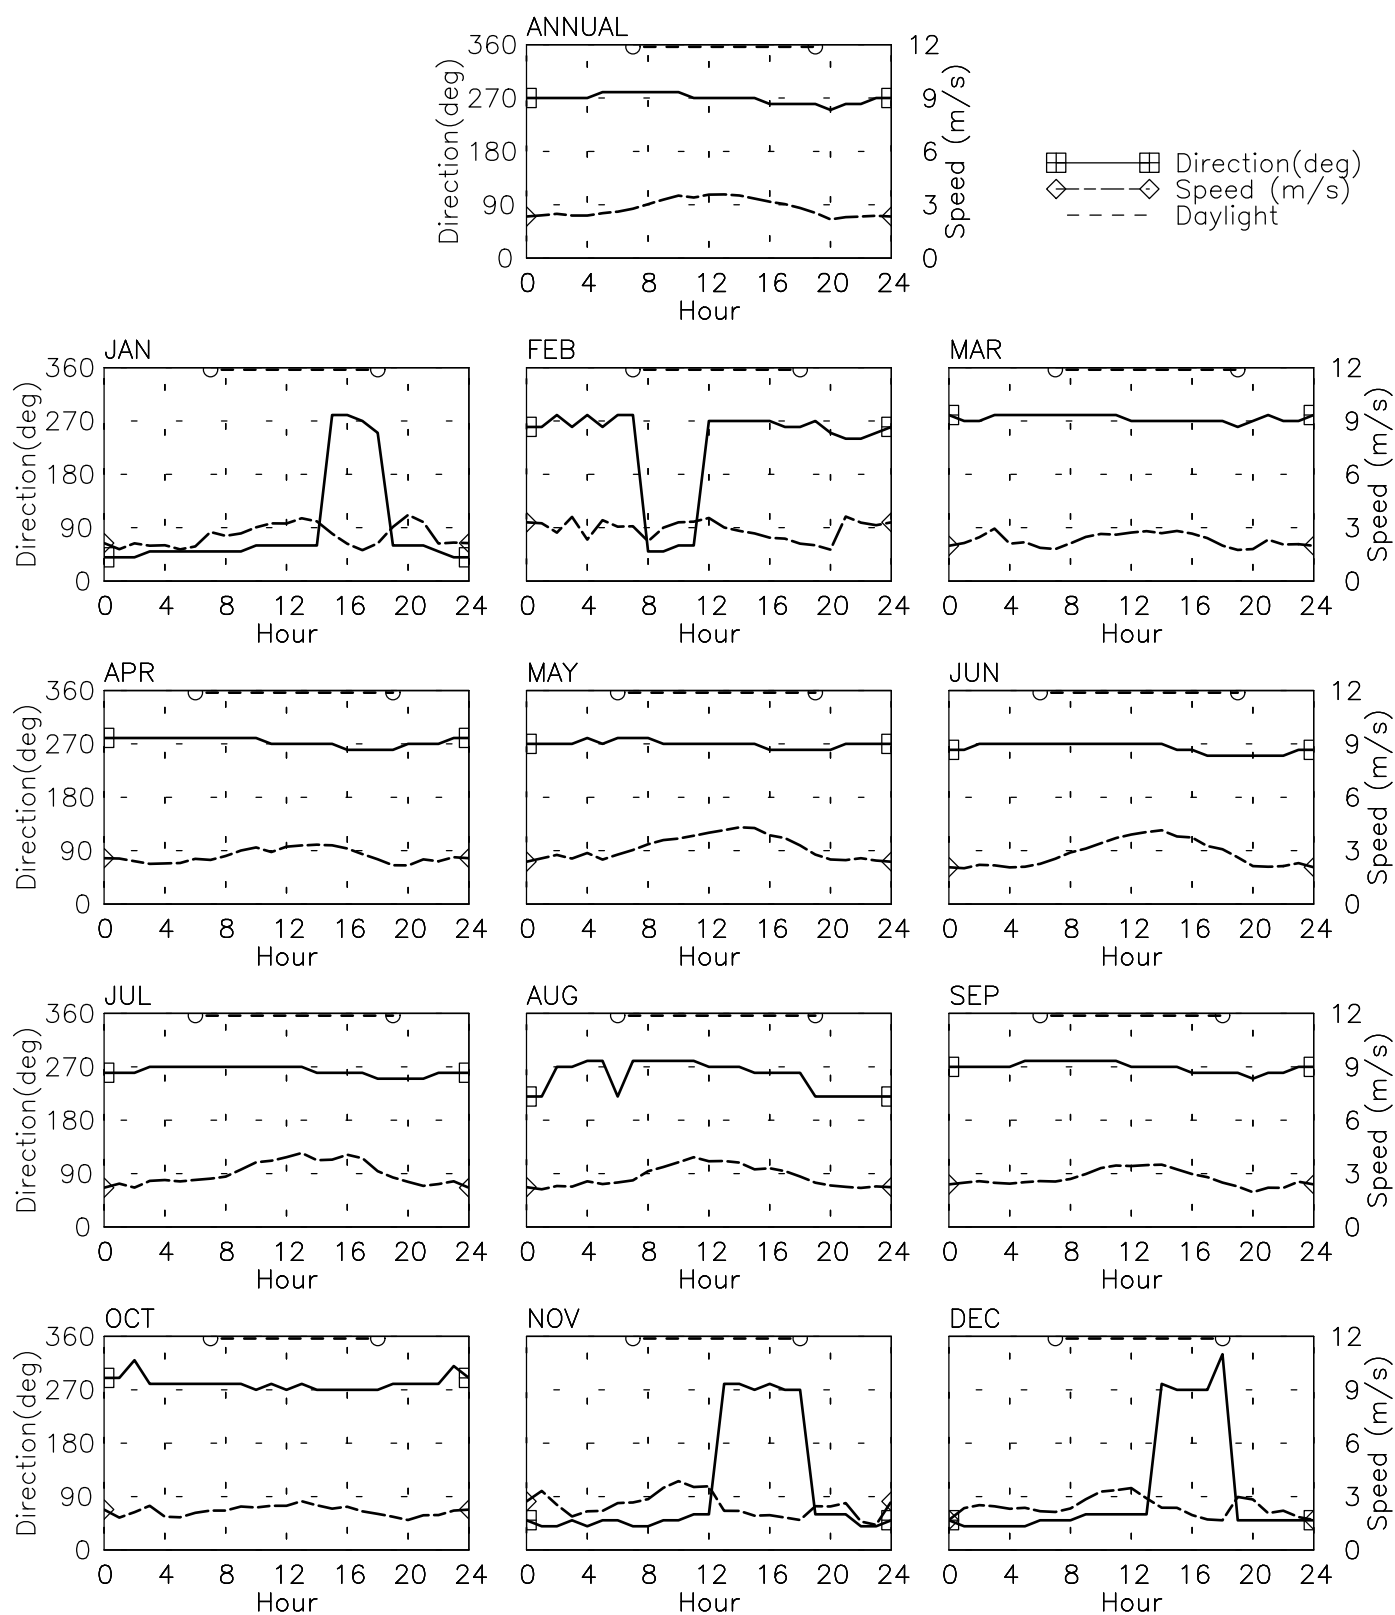 ANNUAL
360
270
180
90
0
Direction(deg)
12
9
6
3
0
Speed (m/s)
0 4 8 12 16 20 24
Hour
Direction(deg)
Speed (m/s)
Daylight
JAN
360
270
180
90
0
Direction(deg)
0 4 8 12 16 20 24
Hour
FEB
0 4 8 12 16 20 24
Hour
MAR
12
9
6
3
0
Speed (m/s)
0 4 8 12 16 20 24
Hour
APR
360
270
180
90
0
Direction(deg)
0 4 8 12 16 20 24
Hour
MAY
0 4 8 12 16 20 24
Hour
JUN
12
9
6
3
0
Speed (m/s)
0 4 8 12 16 20 24
Hour
JUL
360
270
180
90
0
Direction(deg)
0 4 8 12 16 20 24
Hour
AUG
0 4 8 12 16 20 24
Hour
SEP
12
9
6
3
0
Speed (m/s)
0 4 8 12 16 20 24
Hour
OCT
360
270
180
90
0
Direction(deg)
0 4 8 12 16 20 24
Hour
NOV
0 4 8 12 16 20 24
Hour
DEC
12
9
6
3
0
Speed (m/s)
0 4 8 12 16 20 24
Hour